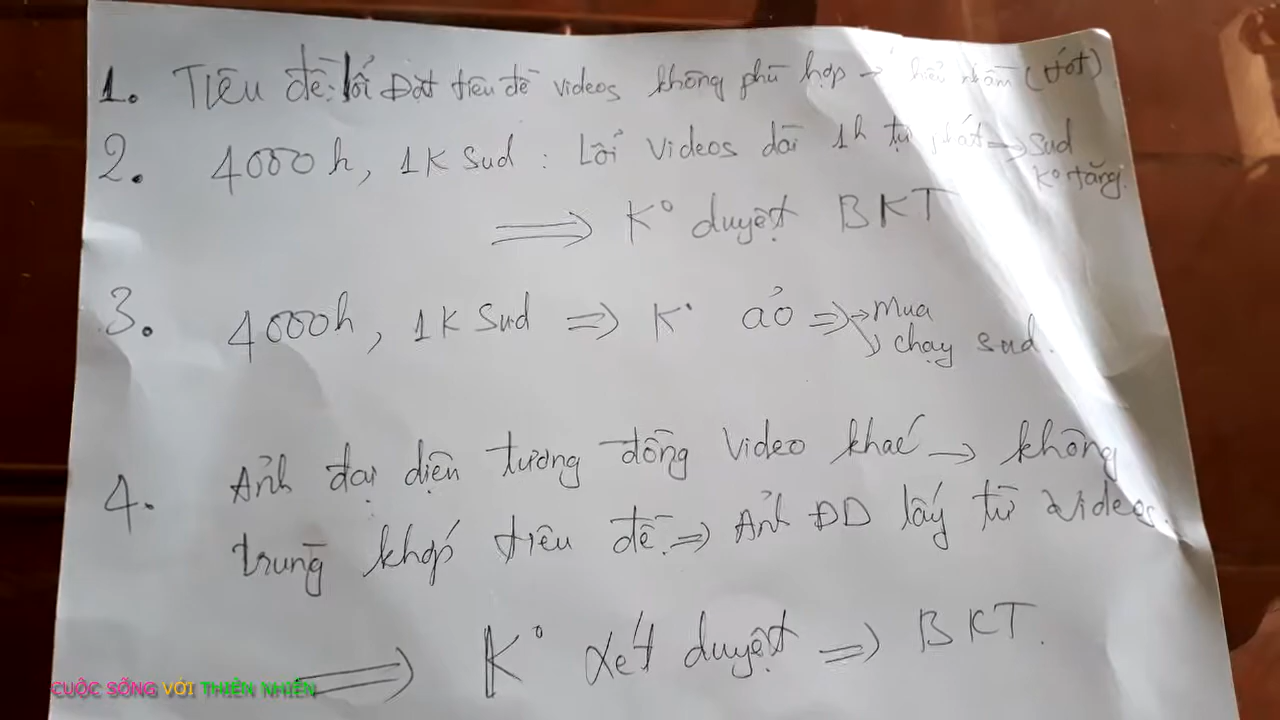 1. Tiêu đề: lỗi Đặt tiêu đề videos không phù hợp → hiểu nhầm (tốt)
2. 4000h, 1K Sud : Lỗi Videos dài 1h tự phát → Sud
K° tăng.
⟹ K° duyệt BKT
3. 4000h, 1K Sud ⇒ K° ảo ⇒ → Mua
↘ chạy sud.
4. Ảnh đại diện tương đồng Video khác → không
trùng khớp tiêu đề. ⇒ Ảnh ĐD lấy từ Videos.
⟹ K° xét duyệt ⇒ BKT.
CUỘC SỐNG VỚI THIÊN NHIÊN